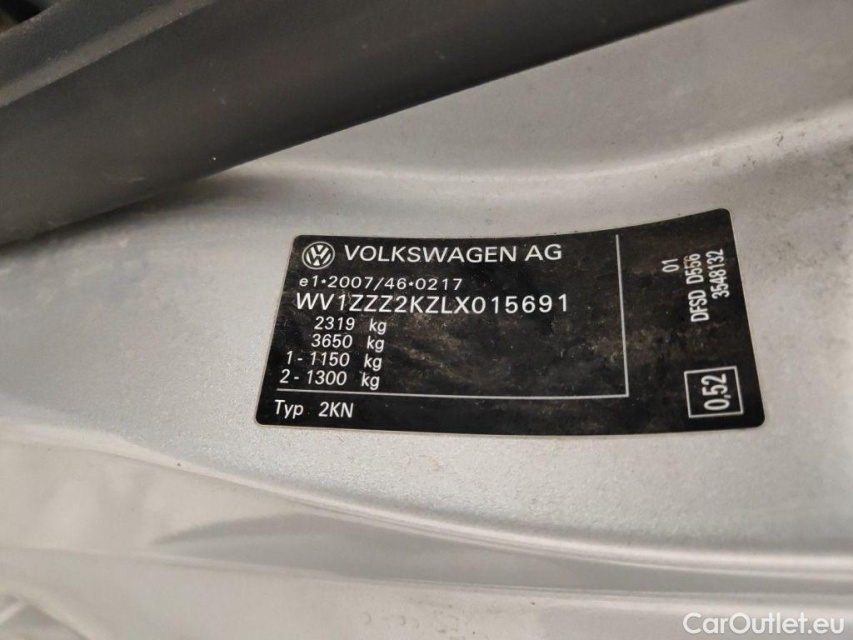 VOLKSWAGEN AG
e1*2007/46*0217
WV1ZZZ2KZLX015691
2319 kg
3650 kg
1-1150 kg
2-1300 kg
Typ 2KN
01
DFSD D556
3548132
0,52
CarOutlet.eu